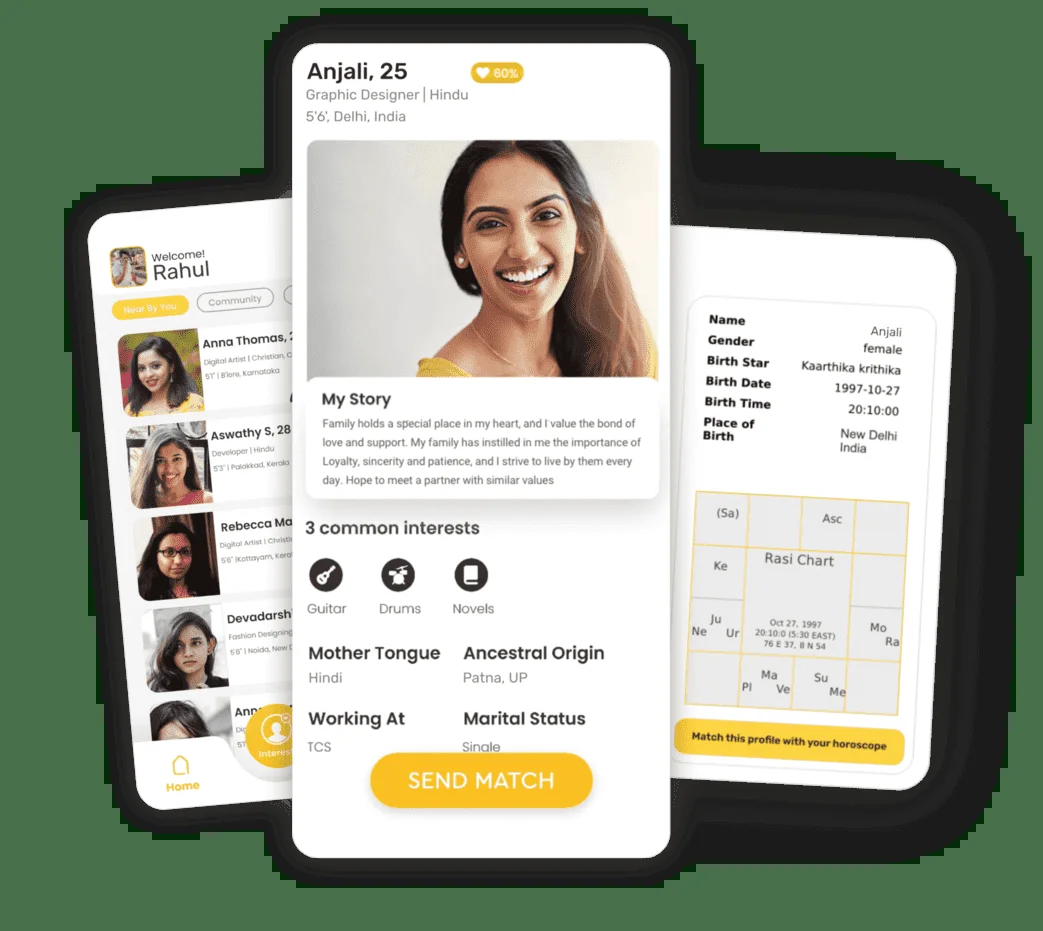 Welcome!
Rahul
Near By You
Community
Anna Thomas, 2
Digital Artist | Christian, C
5'1" | B'lore, Karnataka
Aswathy S, 28
Developer | Hindu
5'3" | Palakkad, Kerala
Rebecca Ma
Digital Artist | Christi
5'6" |Kottayam, Kera
Devadarshi
Fashion Designing
5'8" | Noida, New D
Ann
Dig
5'1"
Interest
Home
Anjali, 25
60%
Graphic Designer | Hindu
5'6', Delhi, India
My Story
Family holds a special place in my heart, and I value the bond of
love and support. My family has instilled in me the importance of
Loyalty, sincerity and patience, and I strive to live by them every
day. Hope to meet a partner with similar values
3 common interests
Guitar Drums Novels
Mother Tongue Ancestral Origin
Hindi Patna, UP
Working At Marital Status
TCS Single
SEND MATCH
Name Anjali
Gender female
Birth Star Kaarthika krithika
Birth Date 1997-10-27
Birth Time 20:10:00
Place of New Delhi
Birth India
(Sa) Asc
Ke Rasi Chart
Ju
Ne Ur
Oct 27, 1997
20:10:0 (5:30 EAST)
76 E 37, 8 N 54
Mo
Ra
Ma Su
Pl Ve Me
Match this profile with your horoscope